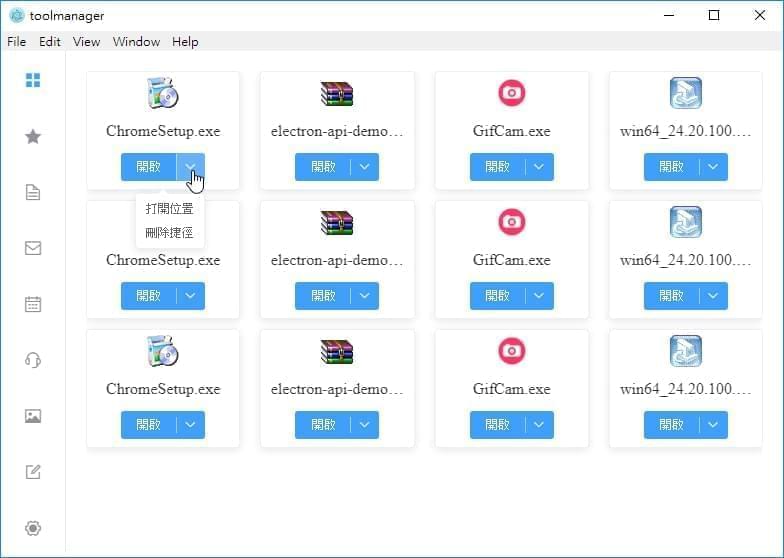 toolmanager
File Edit View Window Help
ChromeSetup.exe
開啟
打開位置
刪除捷徑
electron-api-demo…
開啟
GifCam.exe
開啟
win64_24.20.100.…
開啟
ChromeSetup.exe
開啟
electron-api-demo…
開啟
GifCam.exe
開啟
win64_24.20.100.…
開啟
ChromeSetup.exe
開啟
electron-api-demo…
開啟
GifCam.exe
開啟
win64_24.20.100.…
開啟